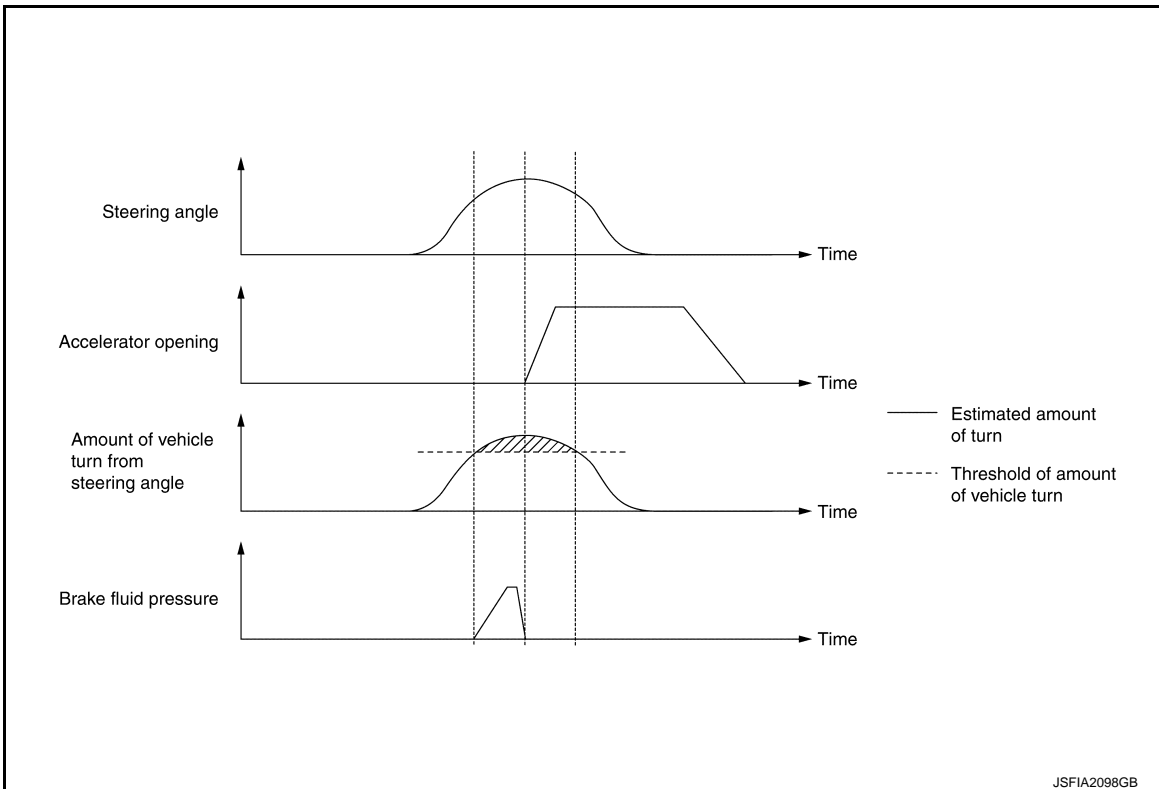 Steering angle
Time
Accelerator opening
Time
Amount of vehicle
turn from
steering angle
Time
Estimated amount
of turn
Threshold of amount
of vehicle turn
Brake fluid pressure
Time
JSFIA2098GB